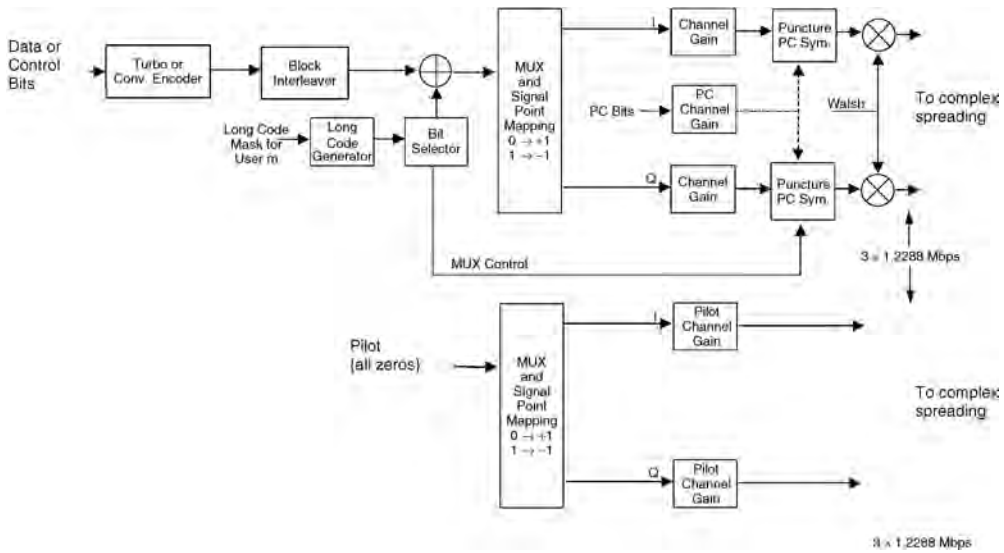 Data or
Control
Bits
Turbo or
Conv. Encoder
Block
Interleaver
Long Code
Mask for
User m
Long
Code
Generator
Bit
Selector
MUX
and
Signal
Point
Mapping
0 → +1
1 → −1
I
Channel
Gain
Puncture
PC Sym.
PC Bits
PC
Channel
Gain
Walsh
To complex
spreading
Q
Channel
Gain
Puncture
PC Sym.
MUX Control
3 × 1.2288 Mbps
Pilot
(all zeros)
MUX
and
Signal
Point
Mapping
0 → +1
1 → −1
I
Pilot
Channel
Gain
To complex
spreading
Q
Pilot
Channel
Gain
3 × 1.2288 Mbps